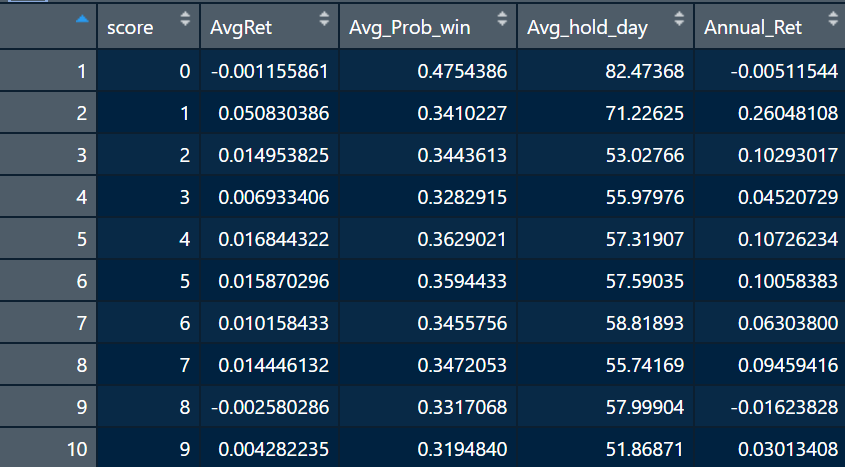 score AvgRet Avg_Prob_win Avg_hold_day Annual_Ret
1 0 -0.001155861 0.4754386 82.47368 -0.00511544
2 1 0.050830386 0.3410227 71.22625 0.26048108
3 2 0.014953825 0.3443613 53.02766 0.10293017
4 3 0.006933406 0.3282915 55.97976 0.04520729
5 4 0.016844322 0.3629021 57.31907 0.10726234
6 5 0.015870296 0.3594433 57.59035 0.10058383
7 6 0.010158433 0.3455756 58.81893 0.06303800
8 7 0.014446132 0.3472053 55.74169 0.09459416
9 8 -0.002580286 0.3317068 57.99904 -0.01623828
10 9 0.004282235 0.3194840 51.86871 0.03013408